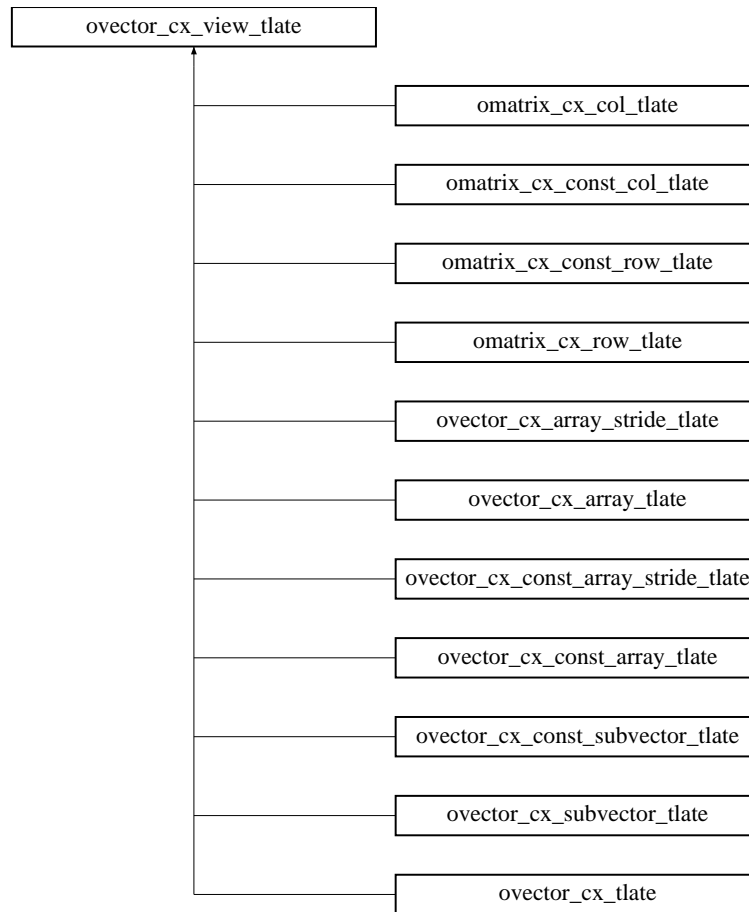 ovector_cx_view_tlate
omatrix_cx_col_tlate
omatrix_cx_const_col_tlate
omatrix_cx_const_row_tlate
omatrix_cx_row_tlate
ovector_cx_array_stride_tlate
ovector_cx_array_tlate
ovector_cx_const_array_stride_tlate
ovector_cx_const_array_tlate
ovector_cx_const_subvector_tlate
ovector_cx_subvector_tlate
ovector_cx_tlate